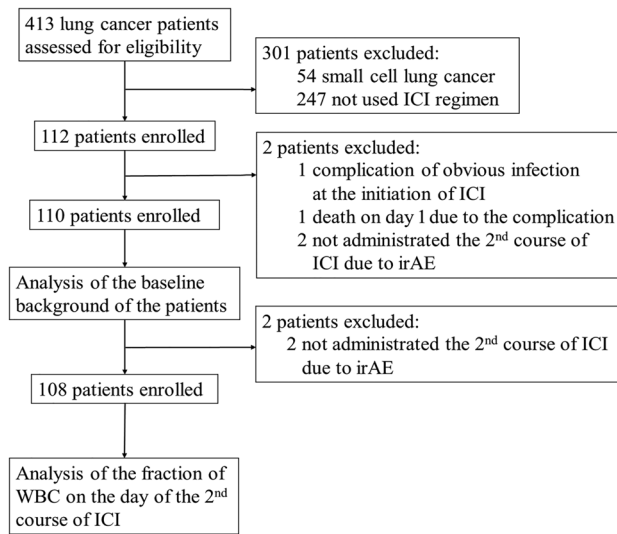 413 lung cancer patients
assessed for eligibility
301 patients excluded:
54 small cell lung cancer
247 not used ICI regimen
112 patients enrolled
2 patients excluded:
1 complication of obvious infection
at the initiation of ICI
1 death on day 1 due to the complication
2 not administrated the 2nd course of
ICI due to irAE
110 patients enrolled
Analysis of the baseline
background of the patients
2 patients excluded:
2 not administrated the 2nd course of ICI
due to irAE
108 patients enrolled
Analysis of the fraction of
WBC on the day of the 2nd
course of ICI